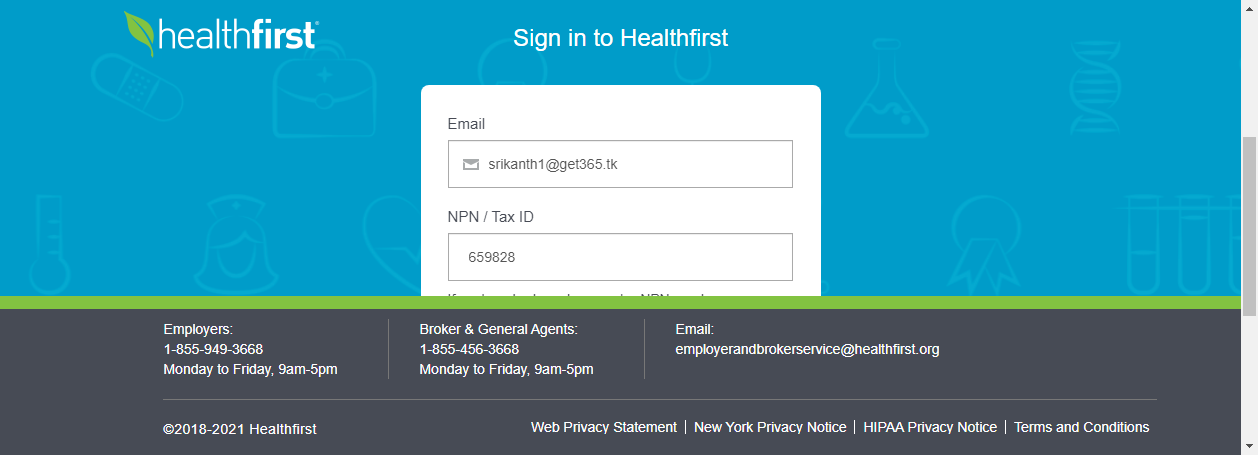 healthfirst
Sign in to Healthfirst
Email
srikanth1@get365.tk
NPN / Tax ID
659828
Employers:
1-855-949-3668
Monday to Friday, 9am-5pm
Broker & General Agents:
1-855-456-3668
Monday to Friday, 9am-5pm
Email:
employerandbrokerservice@healthfirst.org
©2018-2021 Healthfirst
Web Privacy Statement | New York Privacy Notice | HIPAA Privacy Notice | Terms and Conditions